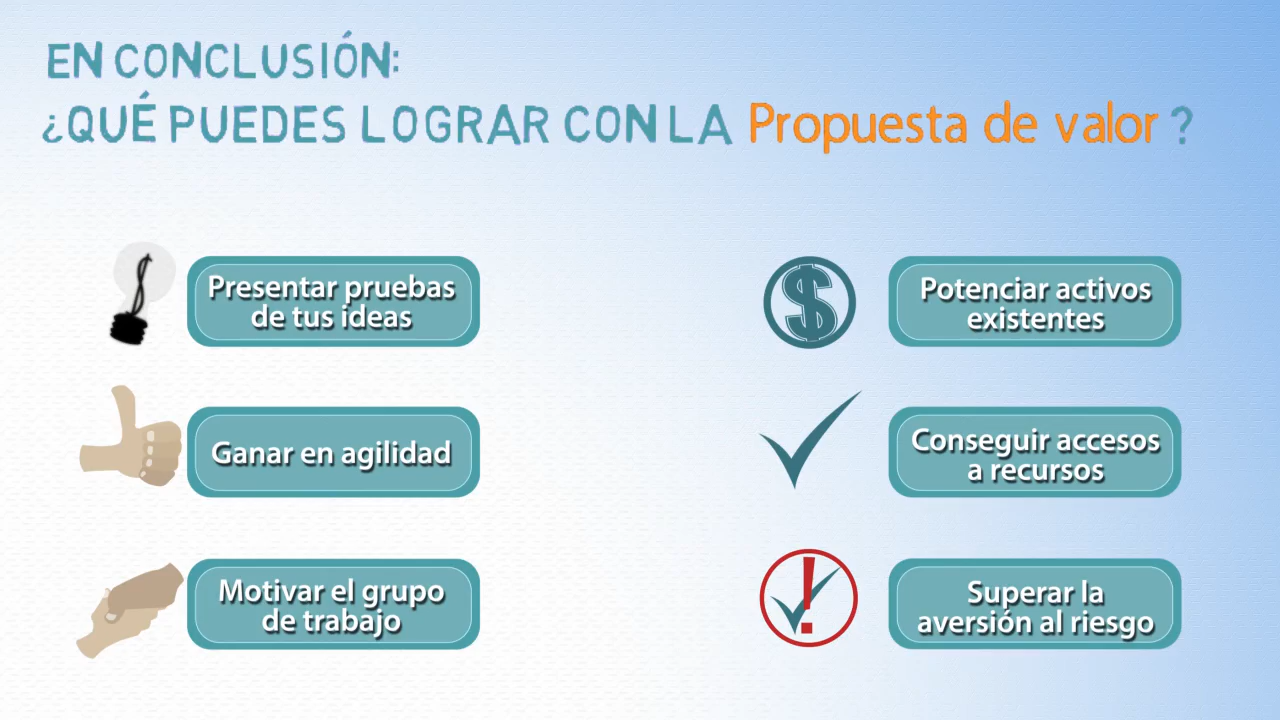 EN CONCLUSIÓN:
¿QUÉ PUEDES LOGRAR CON LA Propuesta de valor ?
Presentar pruebas
de tus ideas
Ganar en agilidad
Motivar el grupo
de trabajo
Potenciar activos
existentes
Conseguir accesos
a recursos
Superar la
aversión al riesgo